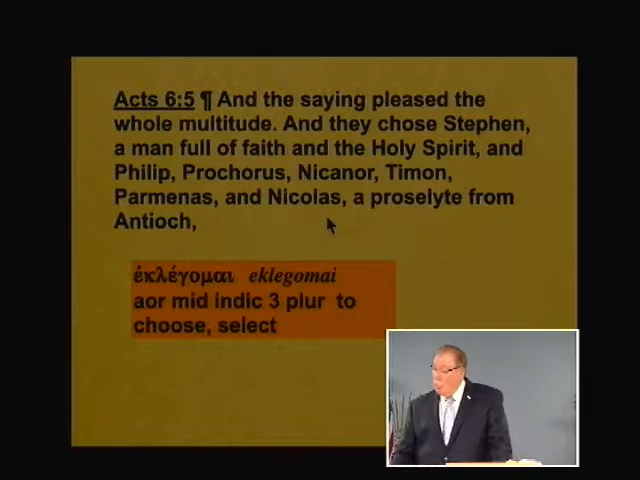 Acts 6:5 ¶ And the saying pleased the
whole multitude. And they chose Stephen,
a man full of faith and the Holy Spirit, and
Philip, Prochorus, Nicanor, Timon,
Parmenas, and Nicolas, a proselyte from
Antioch,
ἐκλέγομαι eklegomai
aor mid indic 3 plur to
choose, select